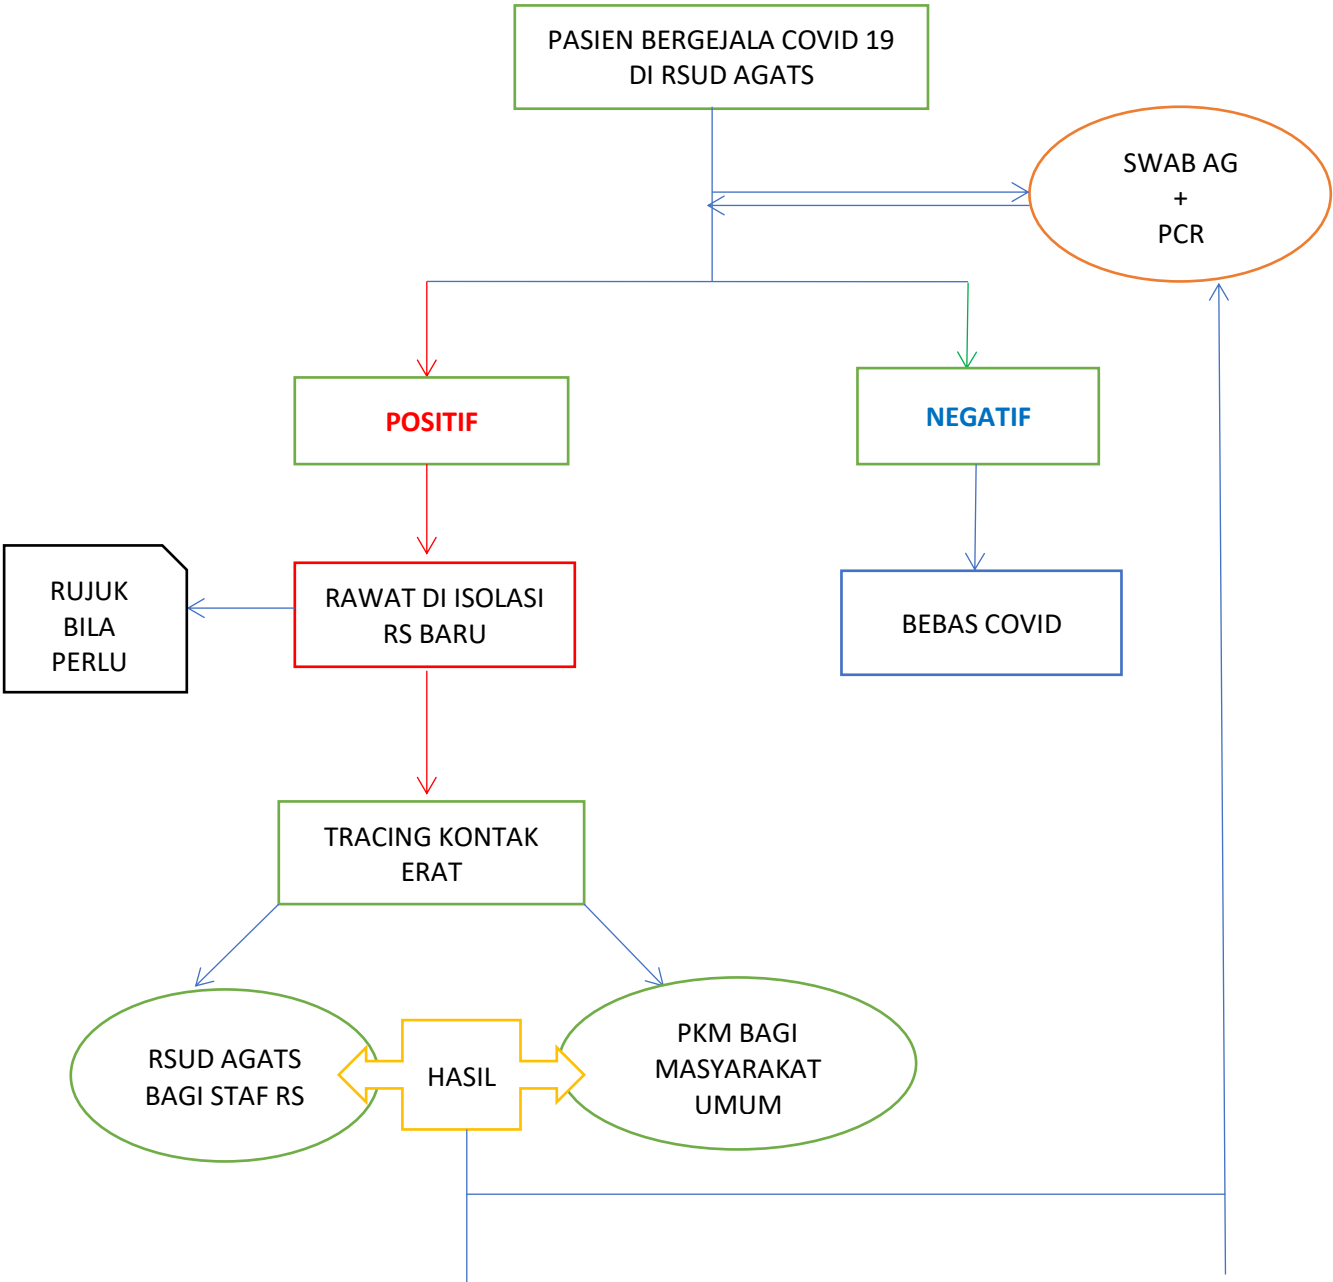 PASIEN BERGEJALA COVID 19
DI RSUD AGATS
SWAB AG
+
PCR
POSITIF
NEGATIF
RUJUK
BILA
PERLU
RAWAT DI ISOLASI
RS BARU
BEBAS COVID
TRACING KONTAK
ERAT
RSUD AGATS
BAGI STAF RS
HASIL
PKM BAGI
MASYARAKAT
UMUM